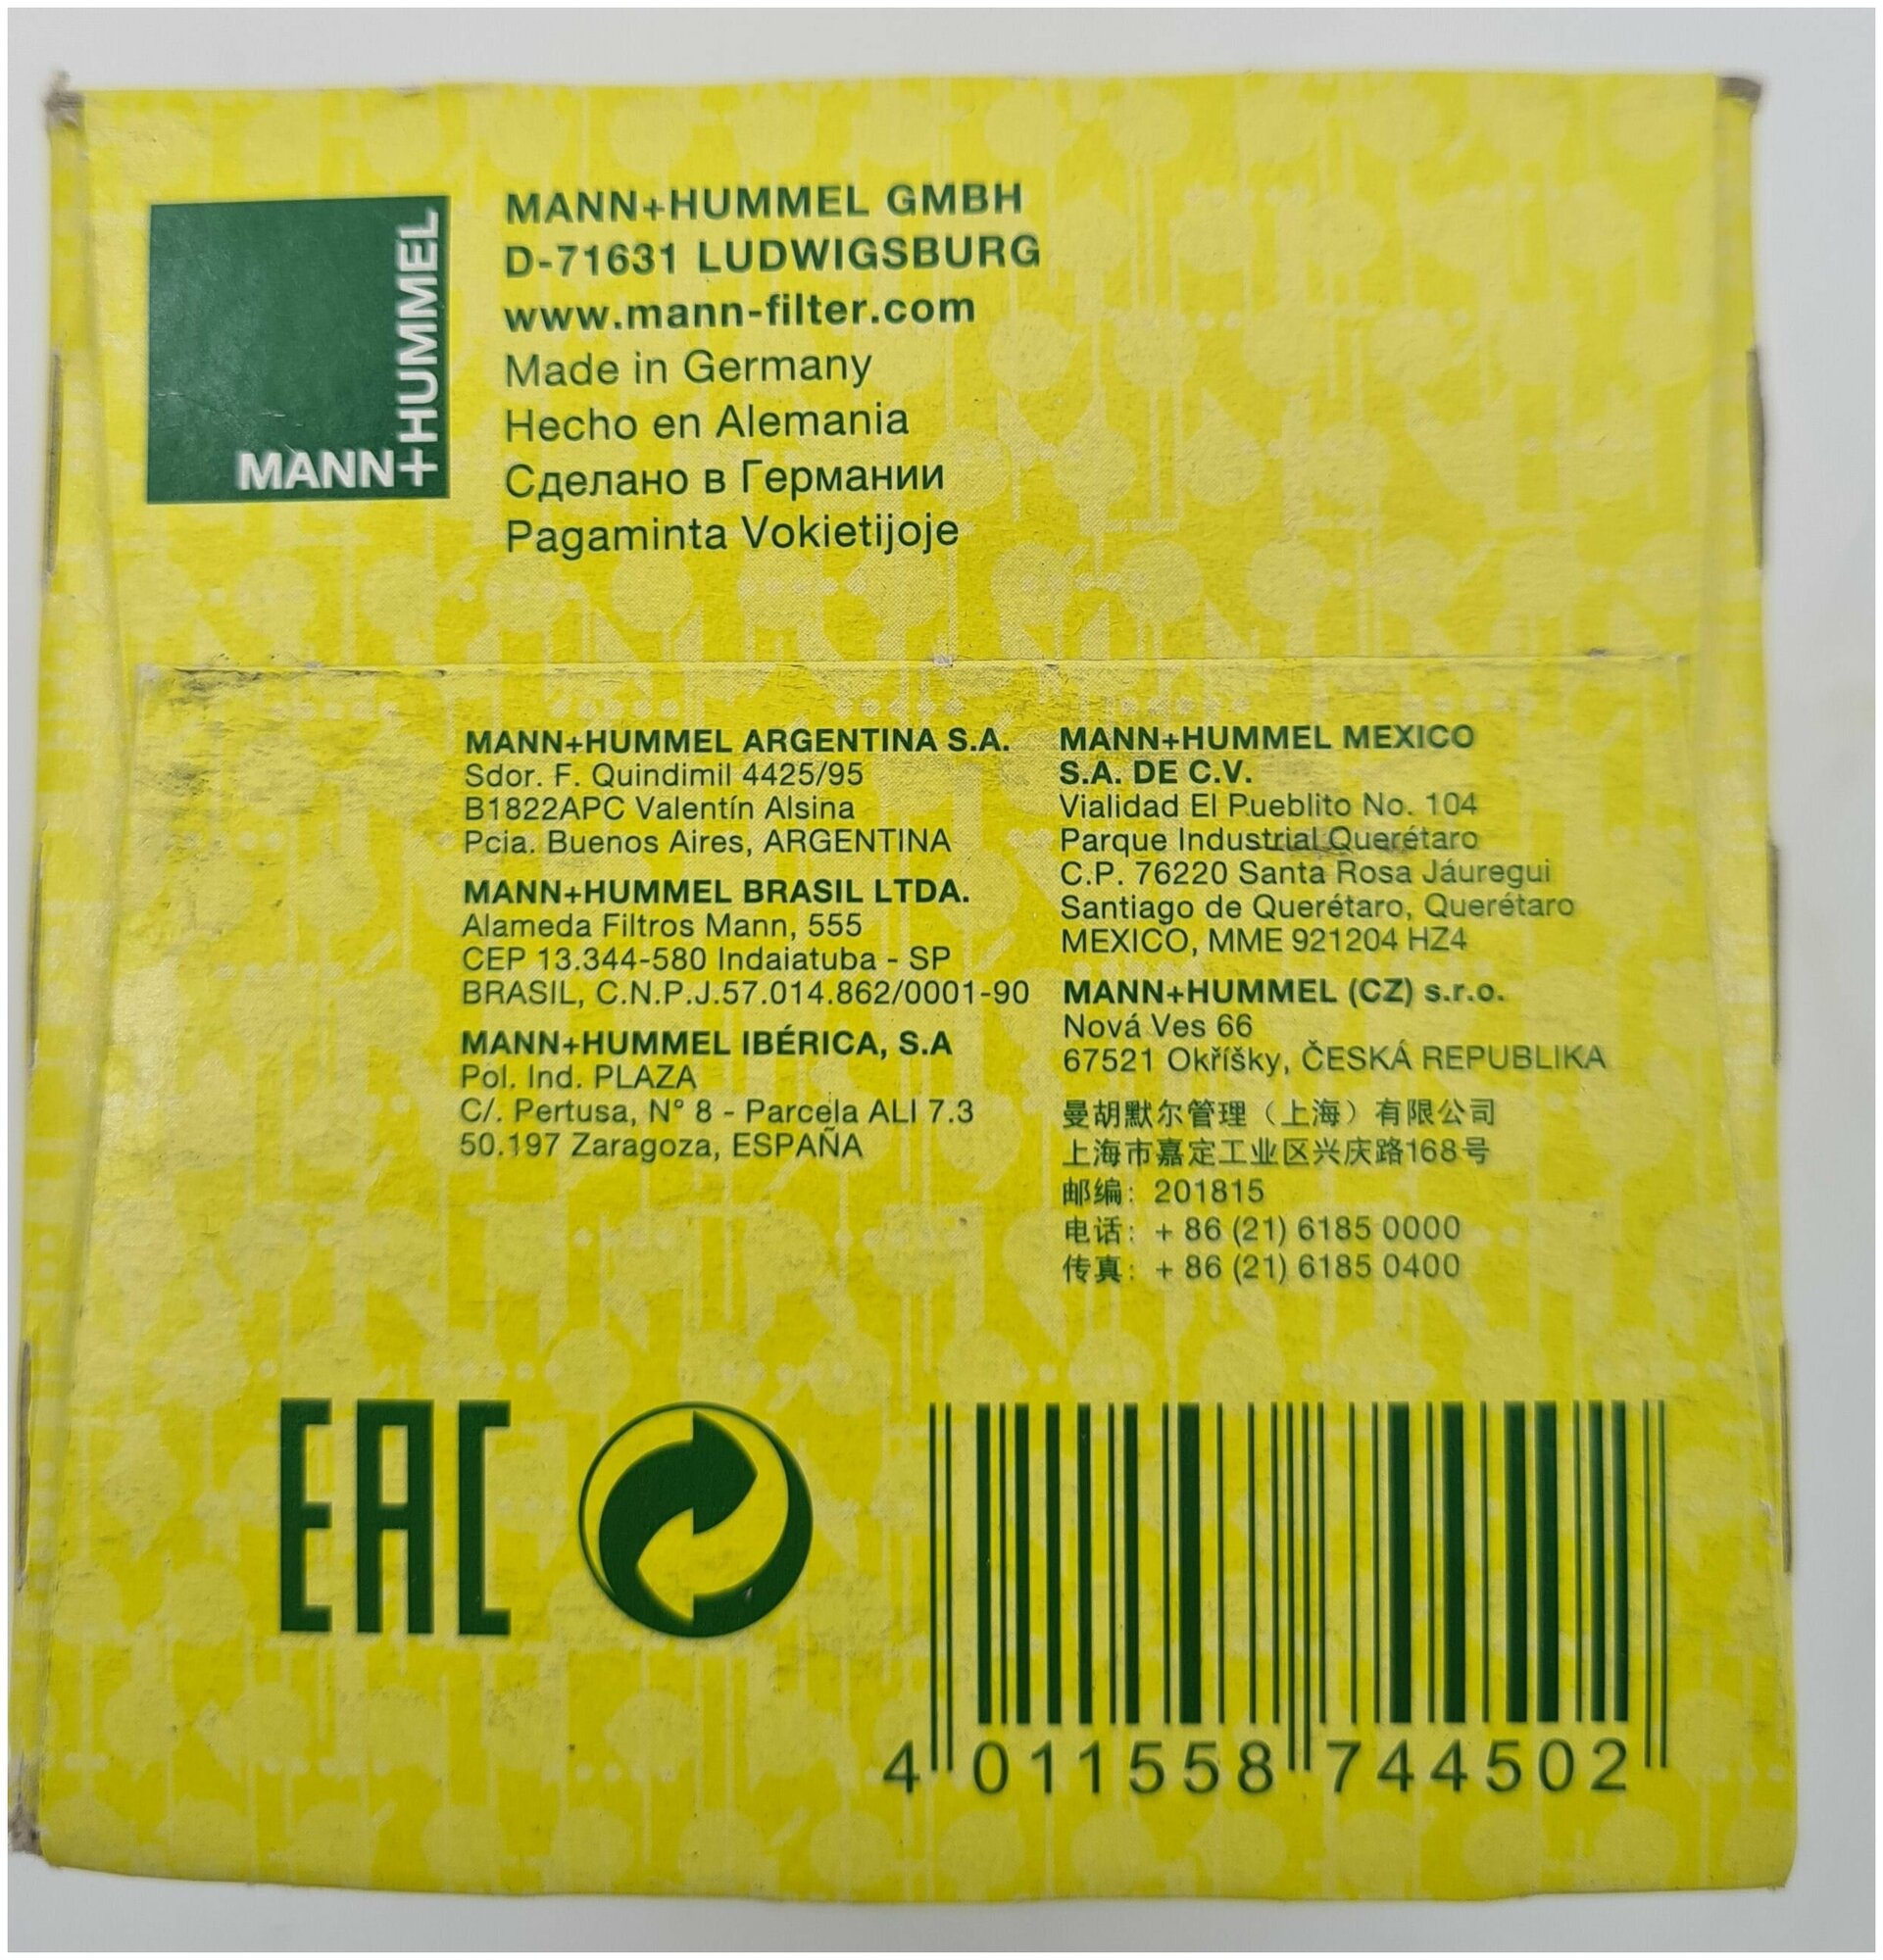 MANN+HUMMEL
MANN+HUMMEL GMBH
D-71631 LUDWIGSBURG
www.mann-filter.com
Made in Germany
Hecho en Alemania
Сделано в Германии
Pagaminta Vokietijoje
MANN+HUMMEL ARGENTINA S.A.
Sdor. F. Quindimil 4425/95
B1822APC Valentín Alsina
Pcia. Buenos Aires, ARGENTINA
MANN+HUMMEL BRASIL LTDA.
Alameda Filtros Mann, 555
CEP 13.344-580 Indaiatuba - SP
BRASIL, C.N.P.J.57.014.862/0001-90
MANN+HUMMEL IBÉRICA, S.A
Pol. Ind. PLAZA
C/. Pertusa, N° 8 - Parcela ALI 7.3
50.197 Zaragoza, ESPAÑA
MANN+HUMMEL MEXICO
S.A. DE C.V.
Vialidad El Pueblito No. 104
Parque Industrial Querétaro
C.P. 76220 Santa Rosa Jáuregui
Santiago de Querétaro, Querétaro
MEXICO, MME 921204 HZ4
MANN+HUMMEL (CZ) s.r.o.
Nová Ves 66
67521 Okříšky, ČESKÁ REPUBLIKA
曼胡默尔管理（上海）有限公司
上海市嘉定工业区兴庆路168号
邮编: 201815
电话: + 86 (21) 6185 0000
传真: + 86 (21) 6185 0400
EAC
4 011558 744502